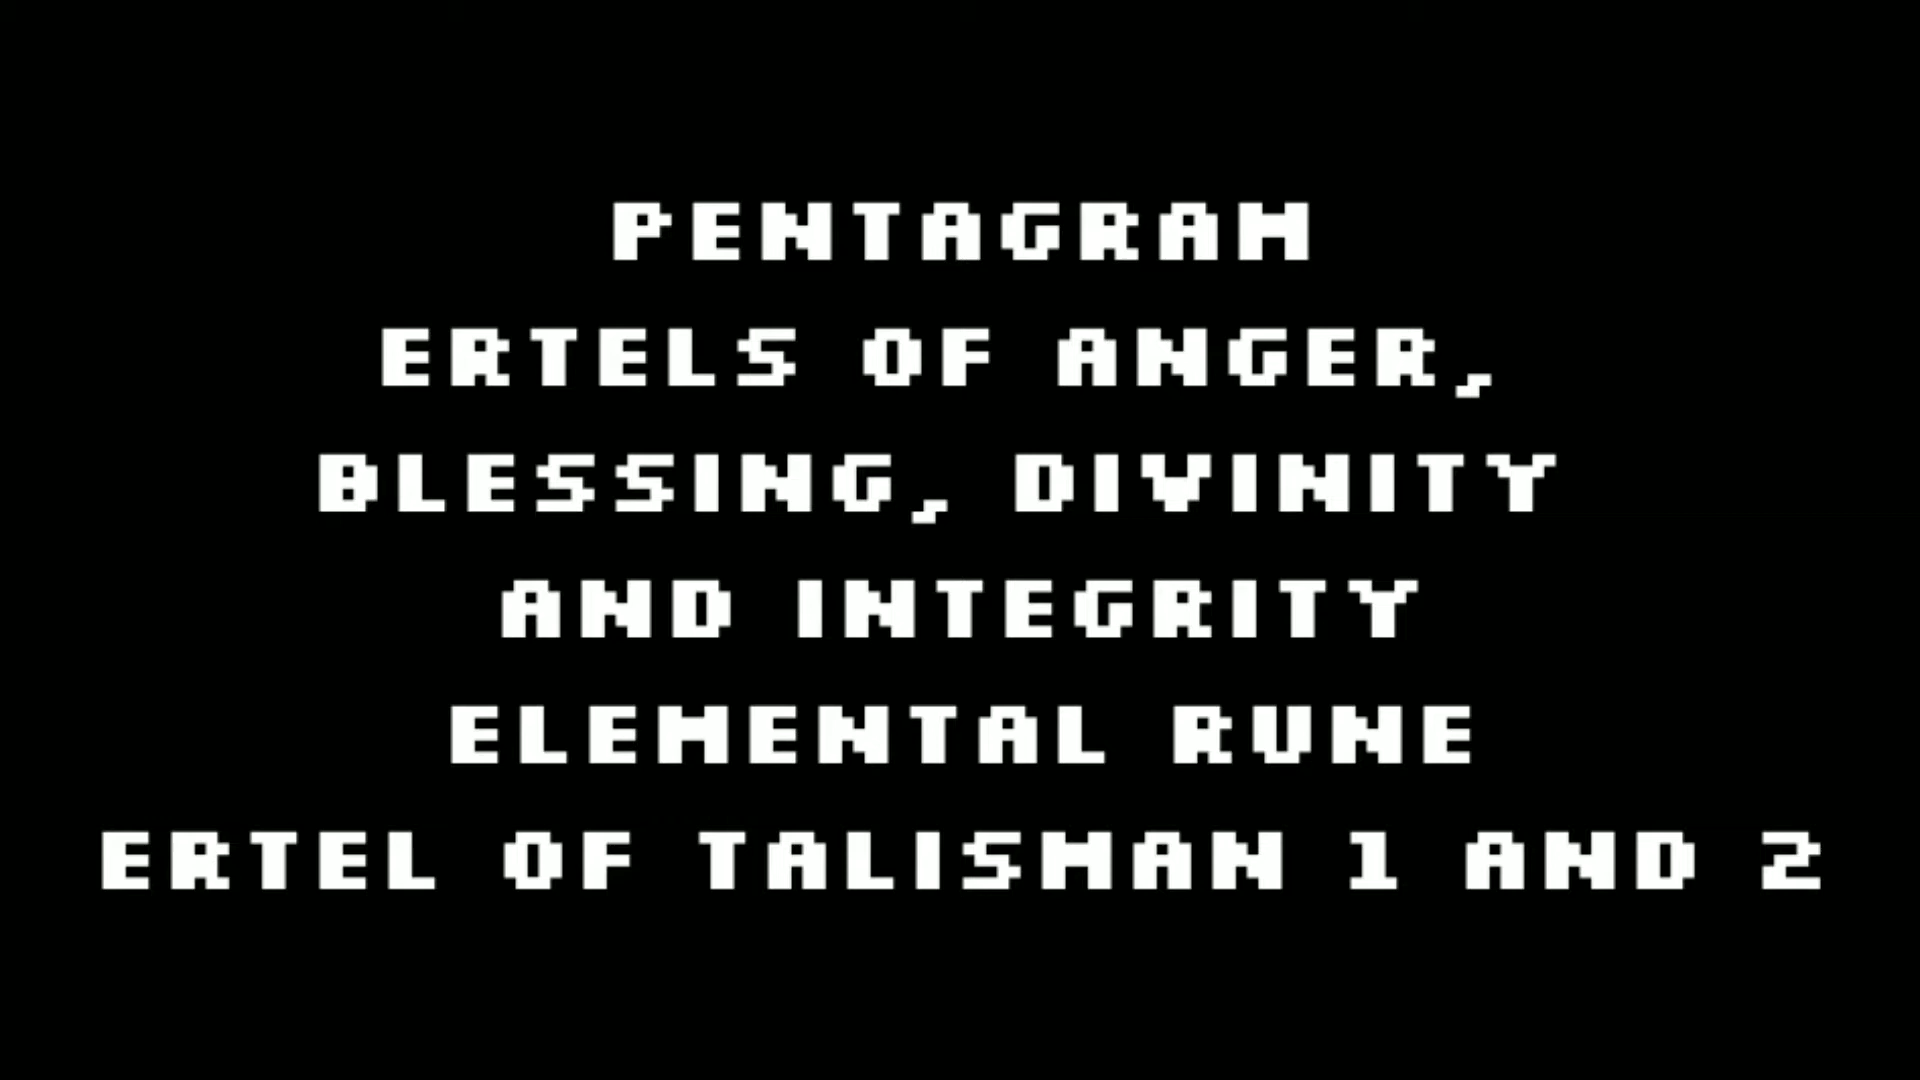 PENTAGRAM
ERTELS OF ANGER,
BLESSING, DIVINITY
AND INTEGRITY
ELEMENTAL RUNE
ERTEL OF TALISMAN 1 AND 2